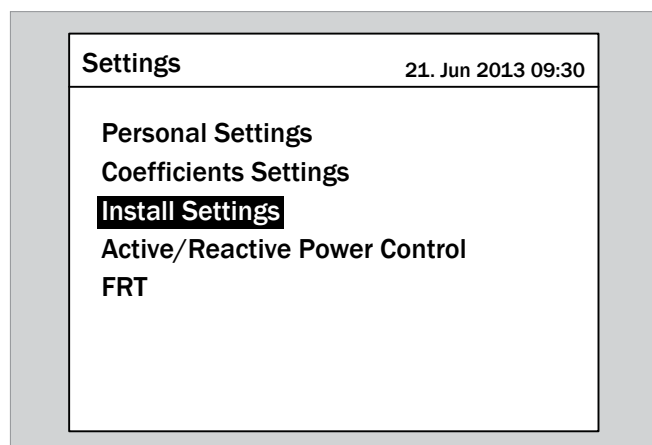 Settings
21. Jun 2013 09:30
Personal Settings
Coefficients Settings
Install Settings
Active/Reactive Power Control
FRT